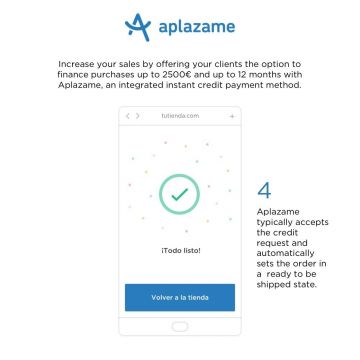 aplazame
Increase your sales by offering your clients the option to
finance purchases up to 2500€ and up to 12 months with
Aplazame, an integrated instant credit payment method.
tutienda.com
¡Todo listo!
Volver a la tienda
4
Aplazame
typically accepts
the credit
request and
automatically
sets the order in
a ready to be
shipped state.